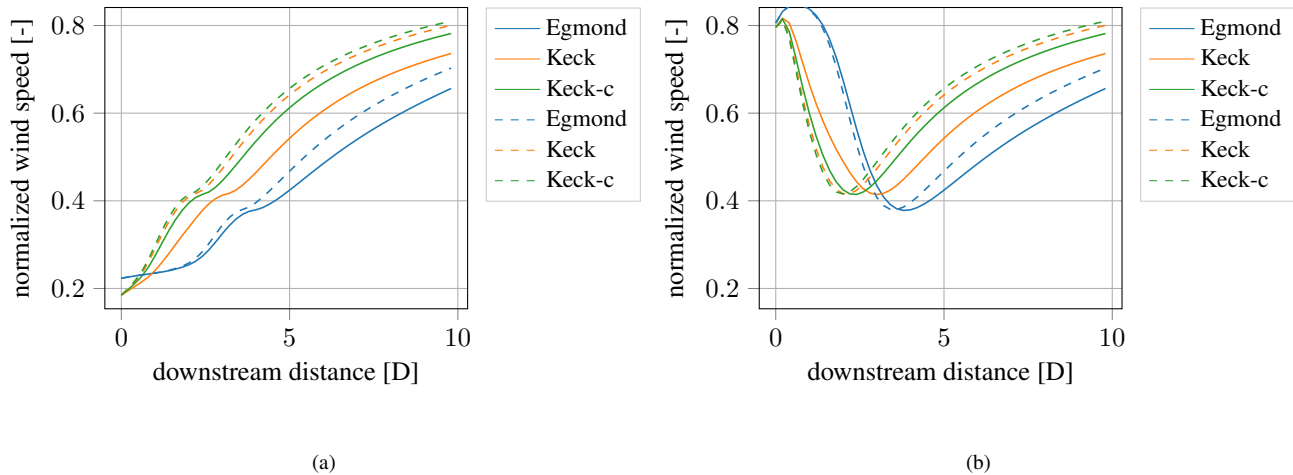 0.8
0.6
0.4
0.2
0
5
10
normalized wind speed [-]
downstream distance [D]
Egmond
Keck
Keck-c
Egmond
Keck
Keck-c
(a)
0.8
0.6
0.4
0.2
0
5
10
normalized wind speed [-]
downstream distance [D]
Egmond
Keck
Keck-c
Egmond
Keck
Keck-c
(b)